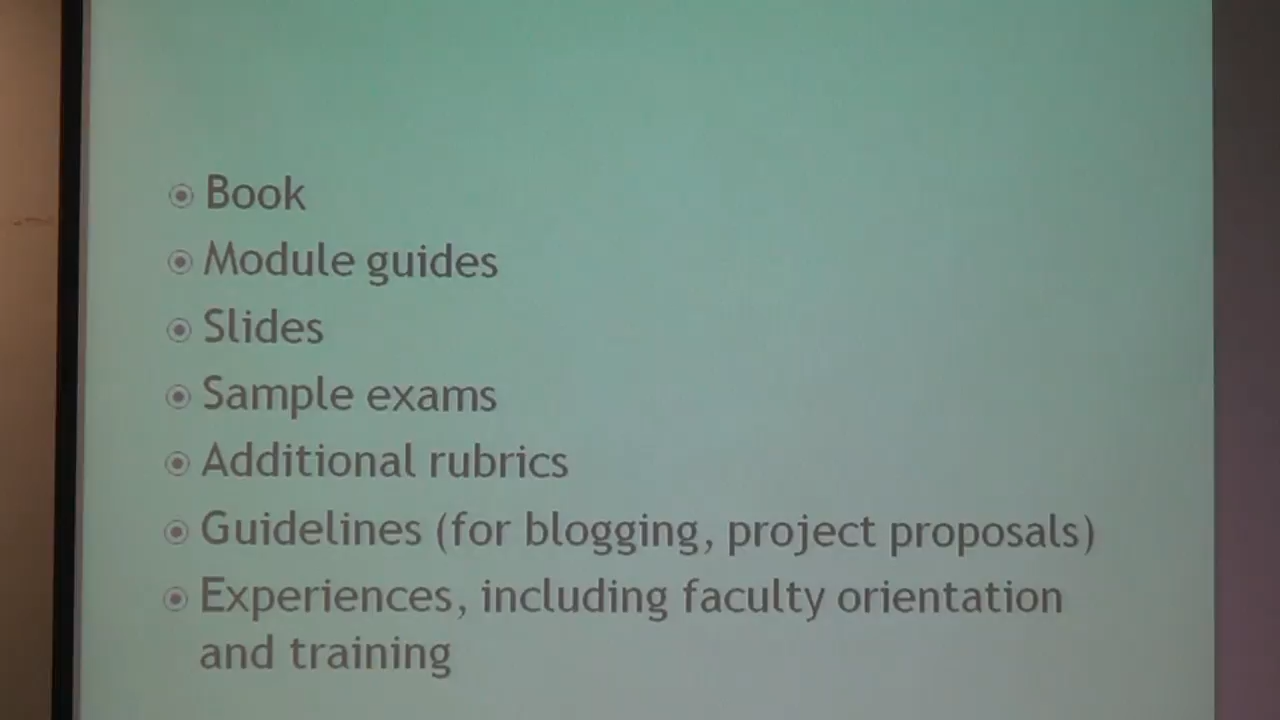 Book
Module guides
Slides
Sample exams
Additional rubrics
Guidelines (for blogging, project proposals)
Experiences, including faculty orientation
and training